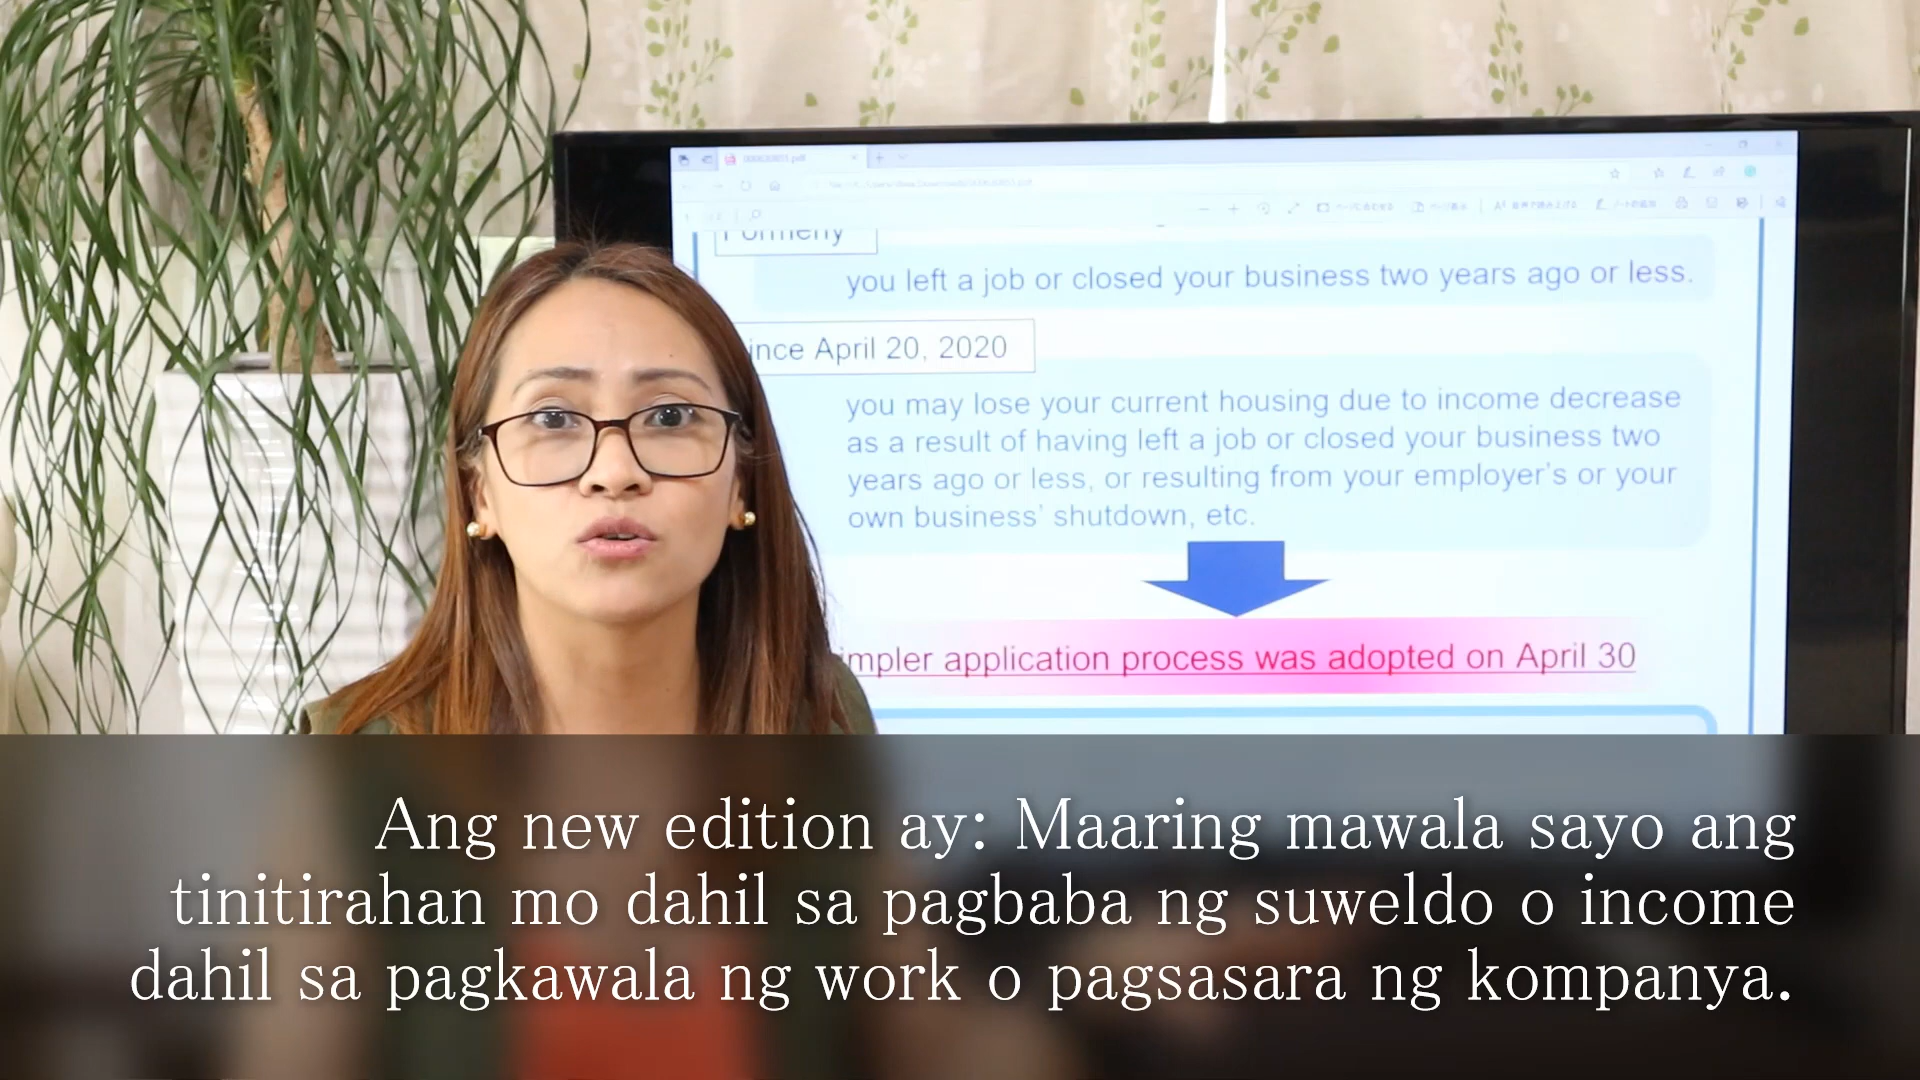 Formerly
you left a job or closed your business two years ago or less.
ince April 20, 2020
you may lose your current housing due to income decrease
as a result of having left a job or closed your business two
years ago or less, or resulting from your employer's or your
own business' shutdown, etc.
impler application process was adopted on April 30
Ang new edition ay: Maaring mawala sayo ang
tinitirahan mo dahil sa pagbaba ng suweldo o income
dahil sa pagkawala ng work o pagsasara ng kompanya.